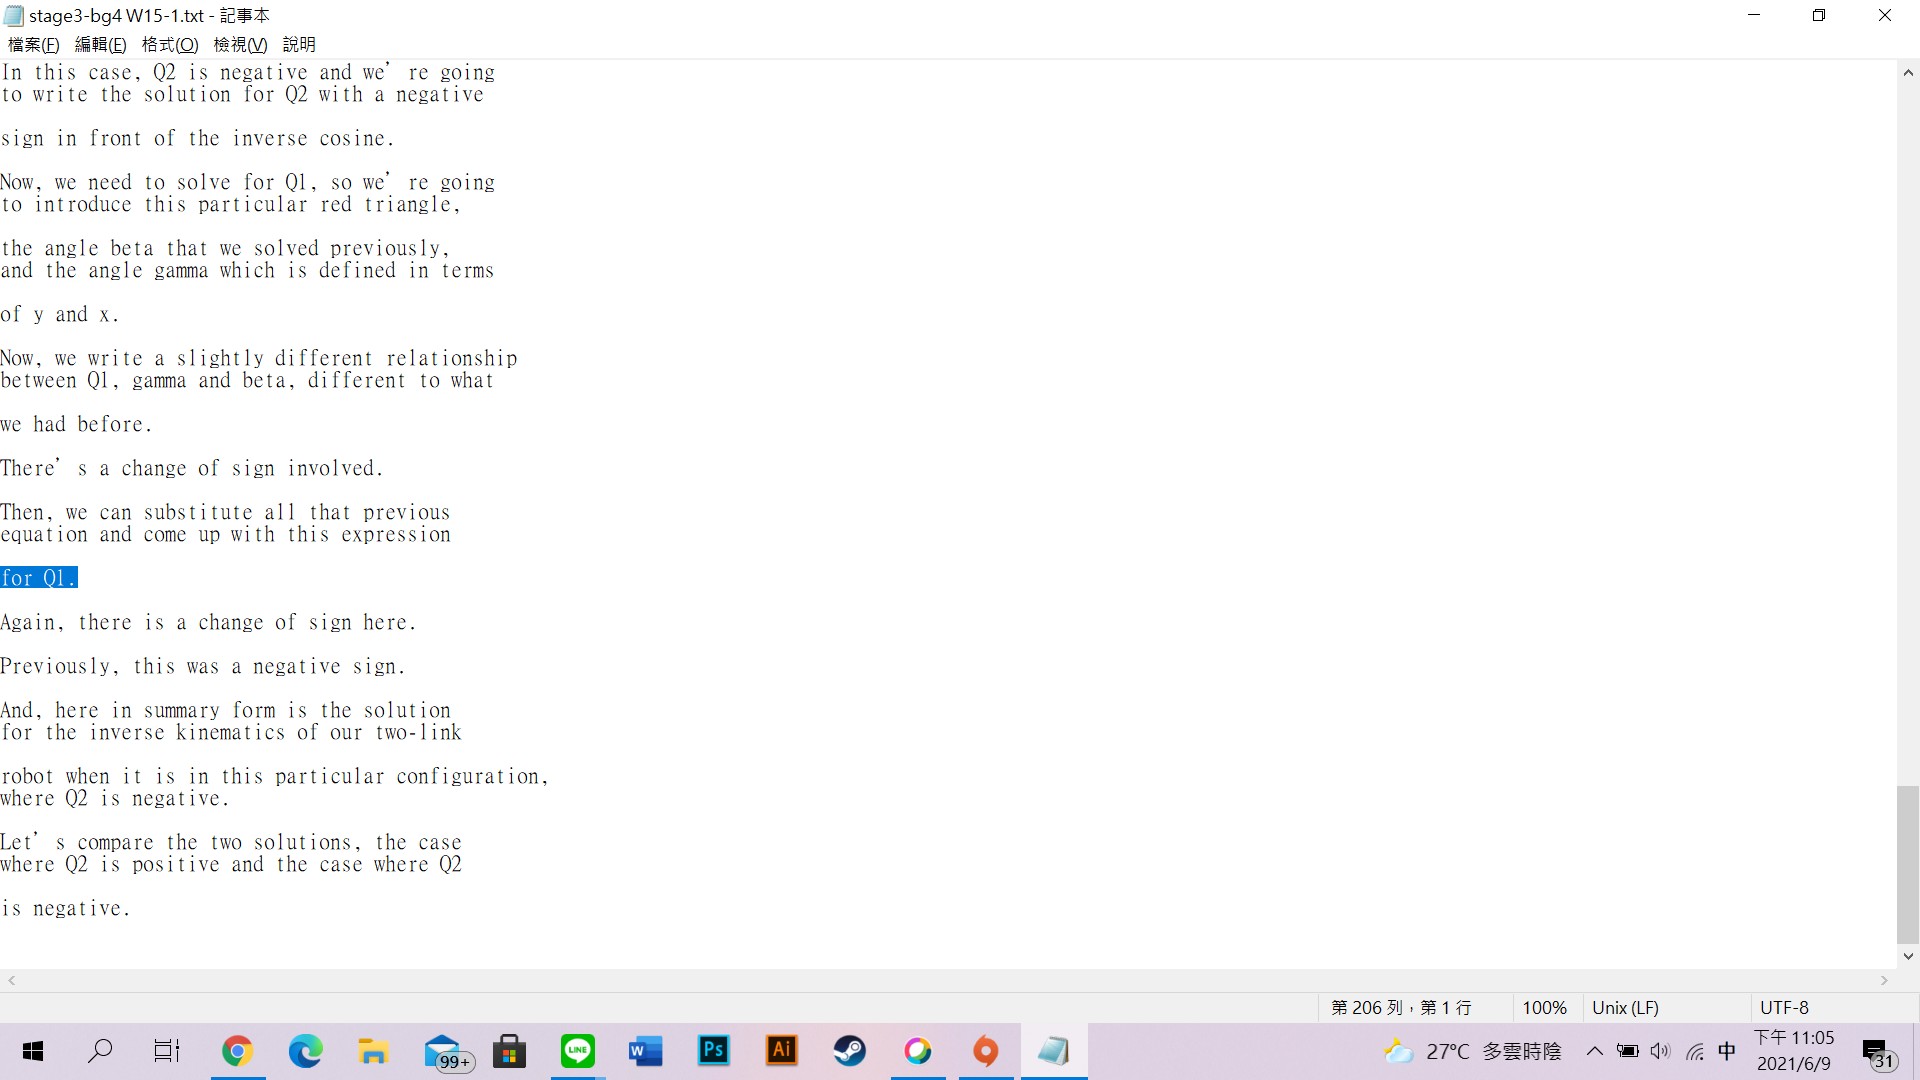 stage3-bg4 W15-1.txt - 記事本
檔案(F) 編輯(E) 格式(O) 檢視(V) 說明
In this case, Q2 is negative and we’re going
to write the solution for Q2 with a negative
sign in front of the inverse cosine.
Now, we need to solve for Q1, so we’re going
to introduce this particular red triangle,
the angle beta that we solved previously,
and the angle gamma which is defined in terms
of y and x.
Now, we write a slightly different relationship
between Q1, gamma and beta, different to what
we had before.
There’s a change of sign involved.
Then, we can substitute all that previous
equation and come up with this expression
for Q1.
Again, there is a change of sign here.
Previously, this was a negative sign.
And, here in summary form is the solution
for the inverse kinematics of our two-link
robot when it is in this particular configuration,
where Q2 is negative.
Let’s compare the two solutions, the case
where Q2 is positive and the case where Q2
is negative.
第 206 列，第 1 行 100% Unix (LF) UTF-8
99+ LINE W Ps Ai 27°C 多雲時陰 中 下午 11:05
2021/6/9 31